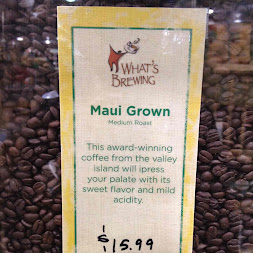 WHAT'S
BREWING
Maui Grown
Medium Roast
This award-winning
coffee from the valley
island will ipress
your palate with its
sweet flavor and mild
acidity.
$15.99